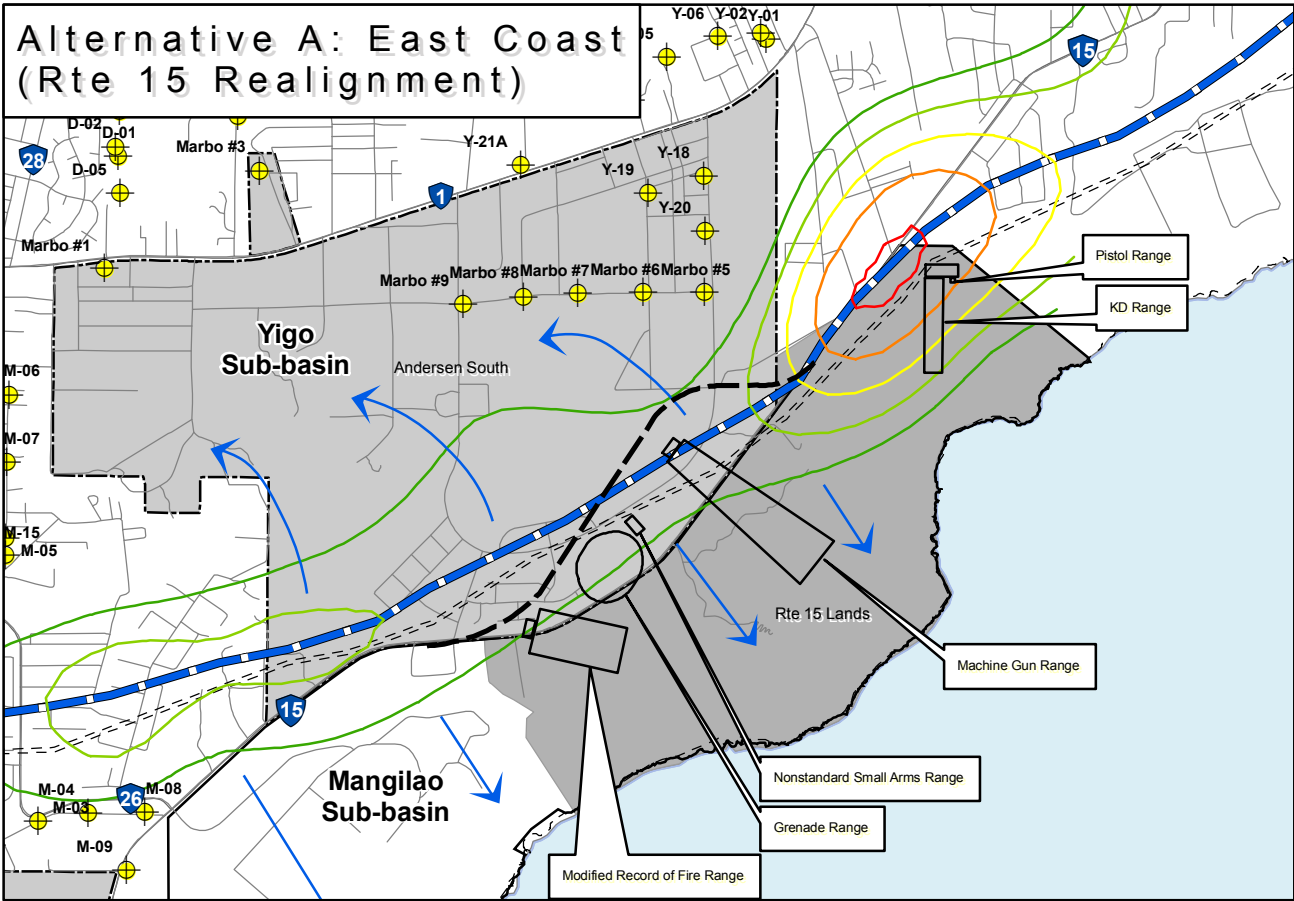 Alternative A: East Coast
(Rte 15 Realignment)
05
Y-06
Y-02
Y-01
15
D-02
D-01
28
D-05
Marbo #3
Y-21A
1
Y-19
Y-18
Y-20
Marbo #1
Marbo #9
Marbo #8
Marbo #7
Marbo #6
Marbo #5
Pistol Range
KD Range
Yigo
Sub-basin
Andersen South
M-06
M-07
M-15
M-05
Rte 15 Lands
Machine Gun Range
15
Mangilao
Sub-basin
Nonstandard Small Arms Range
M-04
M-03
26
M-08
Grenade Range
M-09
Modified Record of Fire Range